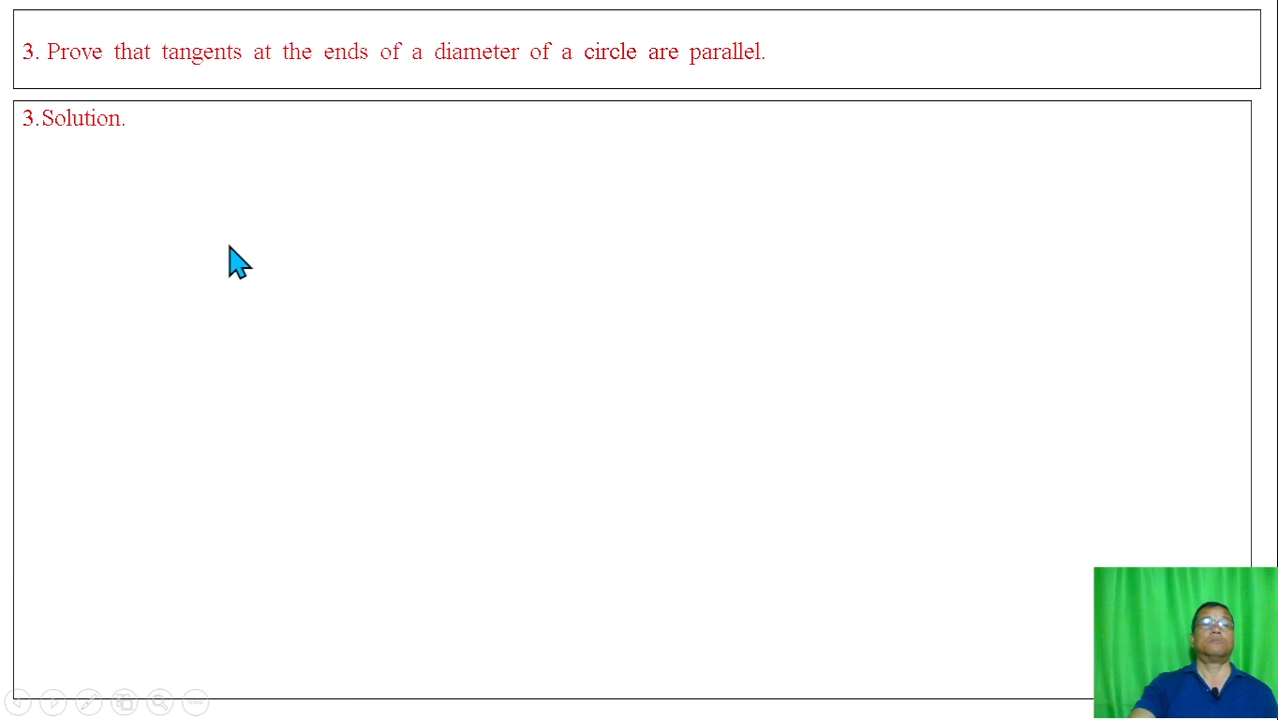 3. Prove that tangents at the ends of a diameter of a circle are parallel.
3.Solution.